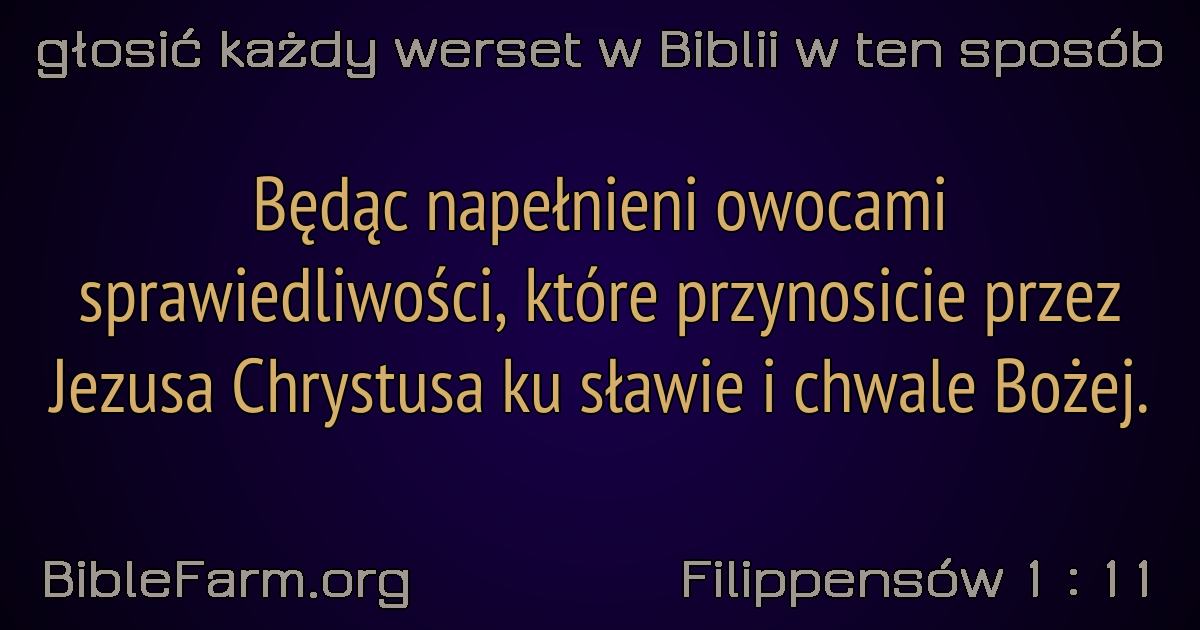 głosić każdy werset w Biblii w ten sposób
Będąc napełnieni owocami
sprawiedliwości, które przynosicie przez
Jezusa Chrystusa ku sławie i chwale Bożej.
BibleFarm.org
Filippensów 1 : 11